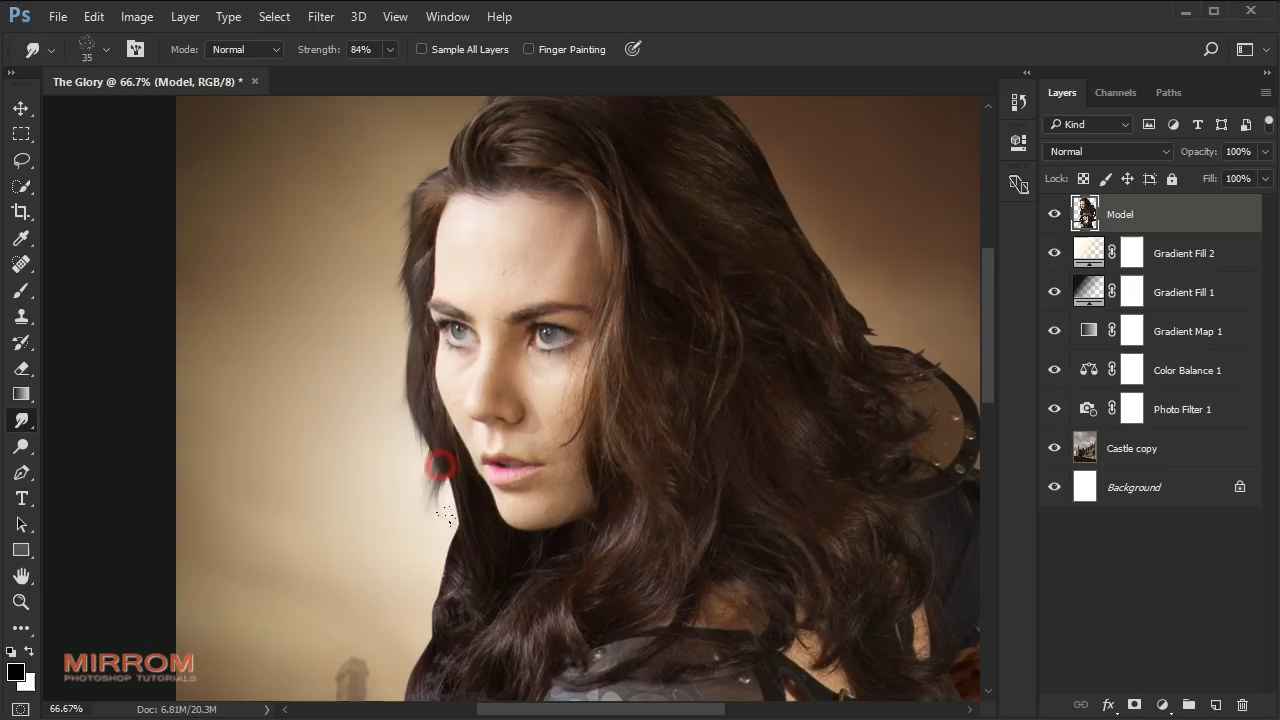 Ps File Edit Image Layer Type Select Filter 3D View Window Help
35 Mode: Normal Strength: 84% Sample All Layers Finger Painting
The Glory @ 66.7% (Model, RGB/8) *
Layers Channels Paths
Kind
Normal Opacity: 100%
Lock: Fill: 100%
Model
Gradient Fill 2
Gradient Fill 1
Gradient Map 1
Color Balance 1
Photo Filter 1
Castle copy
Background
MIRROM
PHOTOSHOP TUTORIALS
66.67% Doc: 6.81M/20.3M